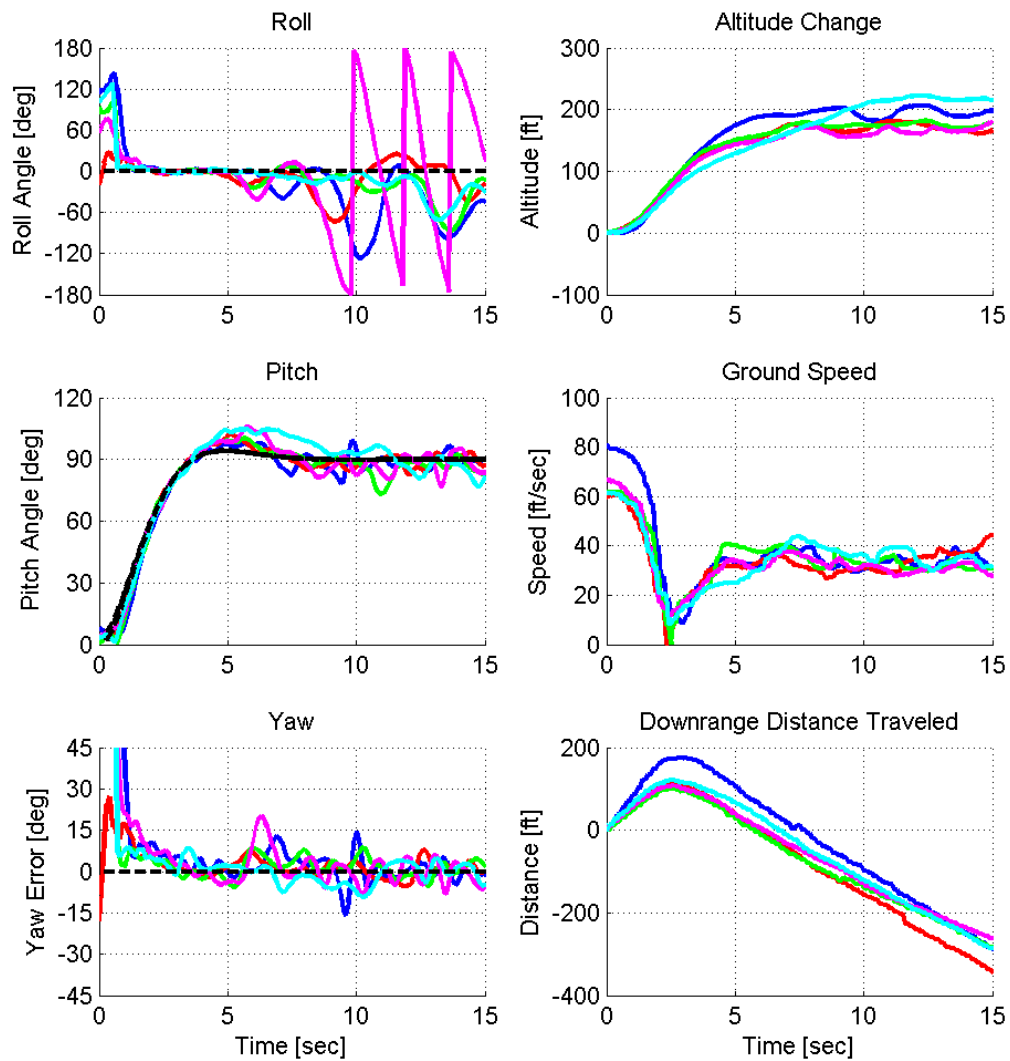 Roll
180
120
60
0
-60
-120
-180
Roll Angle [deg]
0 5 10 15
Altitude Change
300
200
100
0
-100
Altitude [ft]
0 5 10 15
Pitch
120
90
60
30
0
Pitch Angle [deg]
0 5 10 15
Ground Speed
100
80
60
40
20
0
Speed [ft/sec]
0 5 10 15
Yaw
45
30
15
0
-15
-30
-45
Yaw Error [deg]
0 5 10 15
Time [sec]
Downrange Distance Traveled
200
0
-200
-400
Distance [ft]
0 5 10 15
Time [sec]